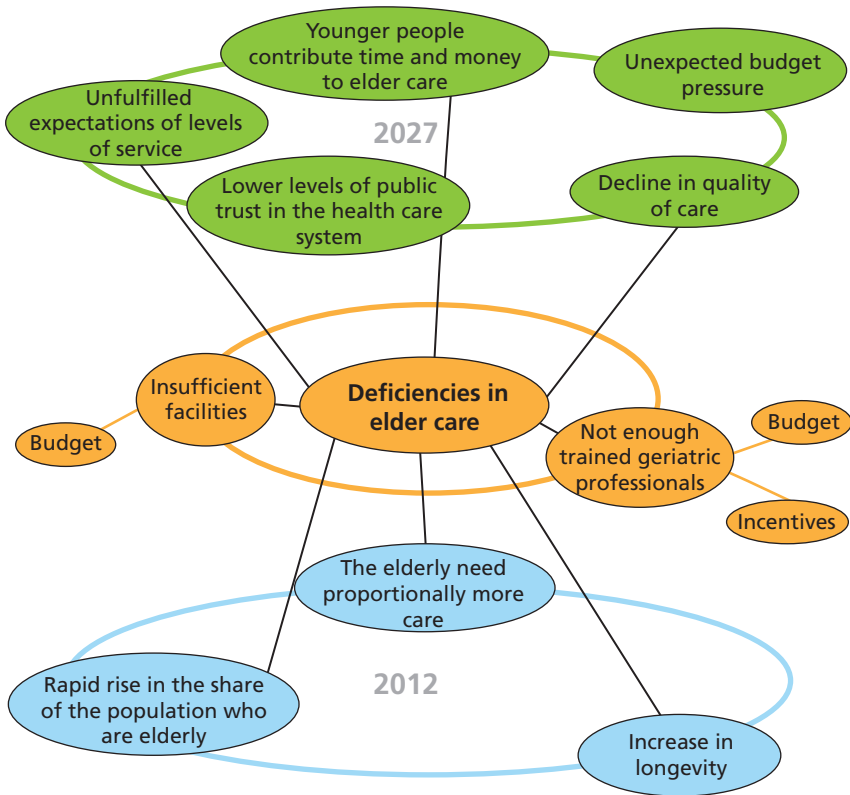 Younger people
contribute time and money
to elder care
Unexpected budget
pressure
Unfulfilled
expectations of levels
of service
2027
Lower levels of public
trust in the health care
system
Decline in quality
of care
Insufficient
facilities
Deficiencies in
elder care
Budget
Not enough
trained geriatric
professionals
Budget
Incentives
The elderly need
proportionally more
care
2012
Rapid rise in the share
of the population who
are elderly
Increase in
longevity